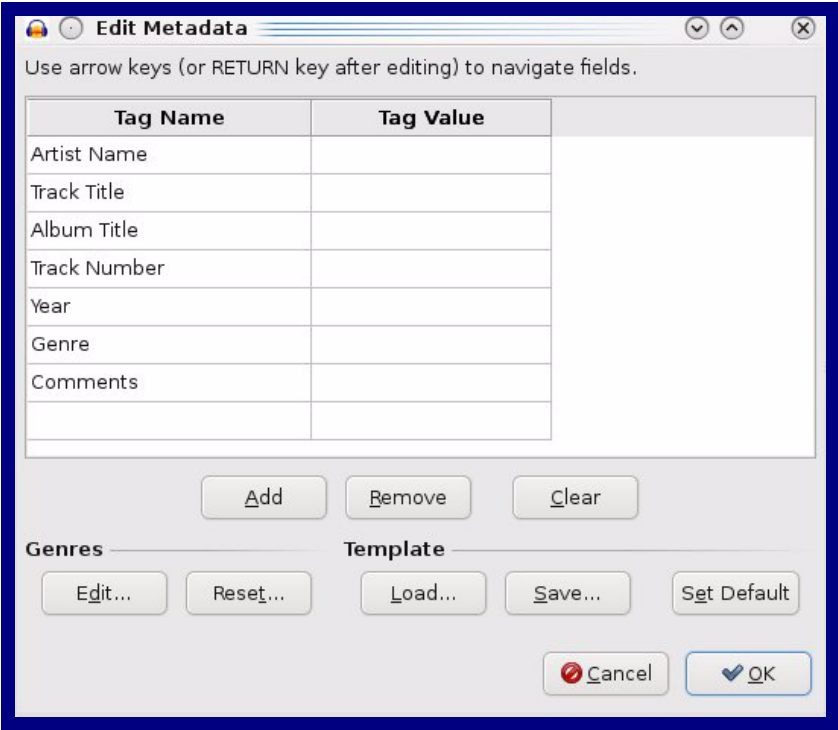 Edit Metadata
Use arrow keys (or RETURN key after editing) to navigate fields.
Tag Name Tag Value
Artist Name
Track Title
Album Title
Track Number
Year
Genre
Comments
Add Remove Clear
Genres Template
Edit... Reset... Load... Save... Set Default
Cancel OK